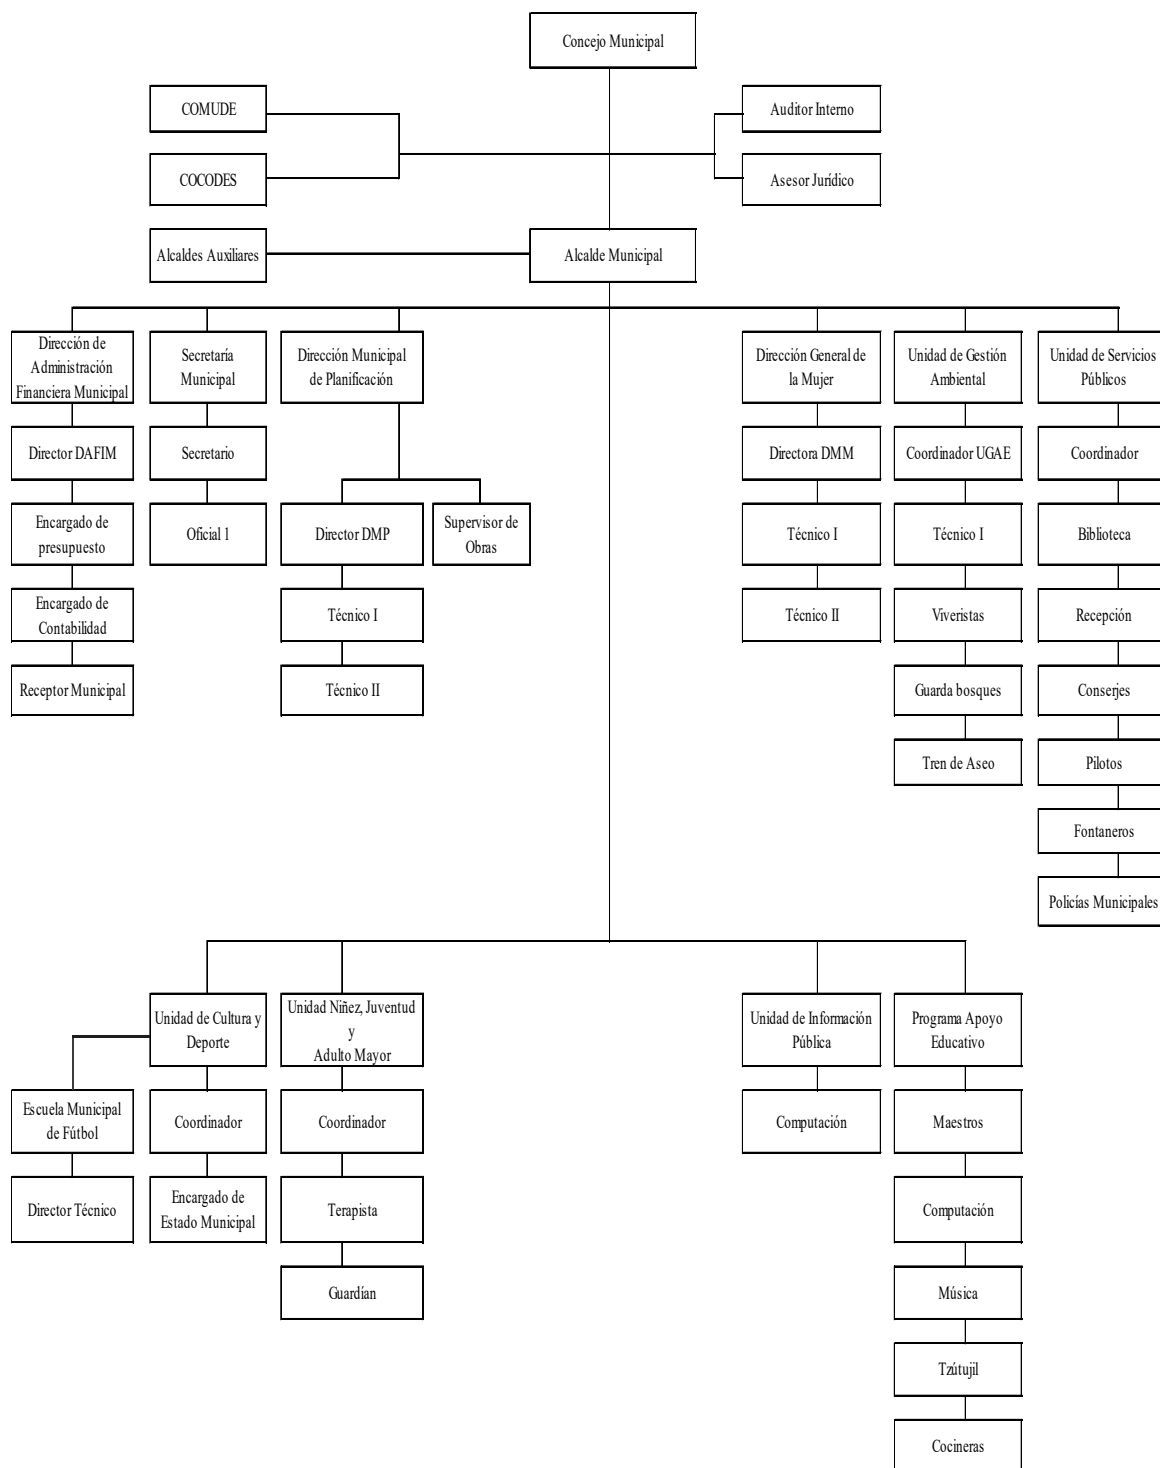 Concejo Municipal
COMUDE
Auditor Interno
COCODES
Asesor Jurídico
Alcaldes Auxiliares
Alcalde Municipal
Dirección de
Administración
Financiera Municipal
Secretaría
Municipal
Dirección Municipal
de Planificación
Dirección General de
la Mujer
Unidad de Gestión
Ambiental
Unidad de Servicios
Públicos
Director DAFIM
Secretario
Directora DMM
Coordinador UGAE
Coordinador
Encargado de
presupuesto
Oficial 1
Director DMP
Supervisor de
Obras
Técnico I
Técnico I
Biblioteca
Encargado de
Contabilidad
Técnico I
Técnico II
Viveristas
Recepción
Receptor Municipal
Técnico II
Guarda bosques
Conserjes
Tren de Aseo
Pilotos
Fontaneros
Policías Municipales
Unidad de Cultura y
Deporte
Unidad Niñez, Juventud
y
Adulto Mayor
Unidad de Información
Pública
Programa Apoyo
Educativo
Escuela Municipal
de Fútbol
Coordinador
Coordinador
Computación
Maestros
Director Técnico
Encargado de
Estado Municipal
Terapista
Computación
Guardían
Música
Tzútujil
Cocineras